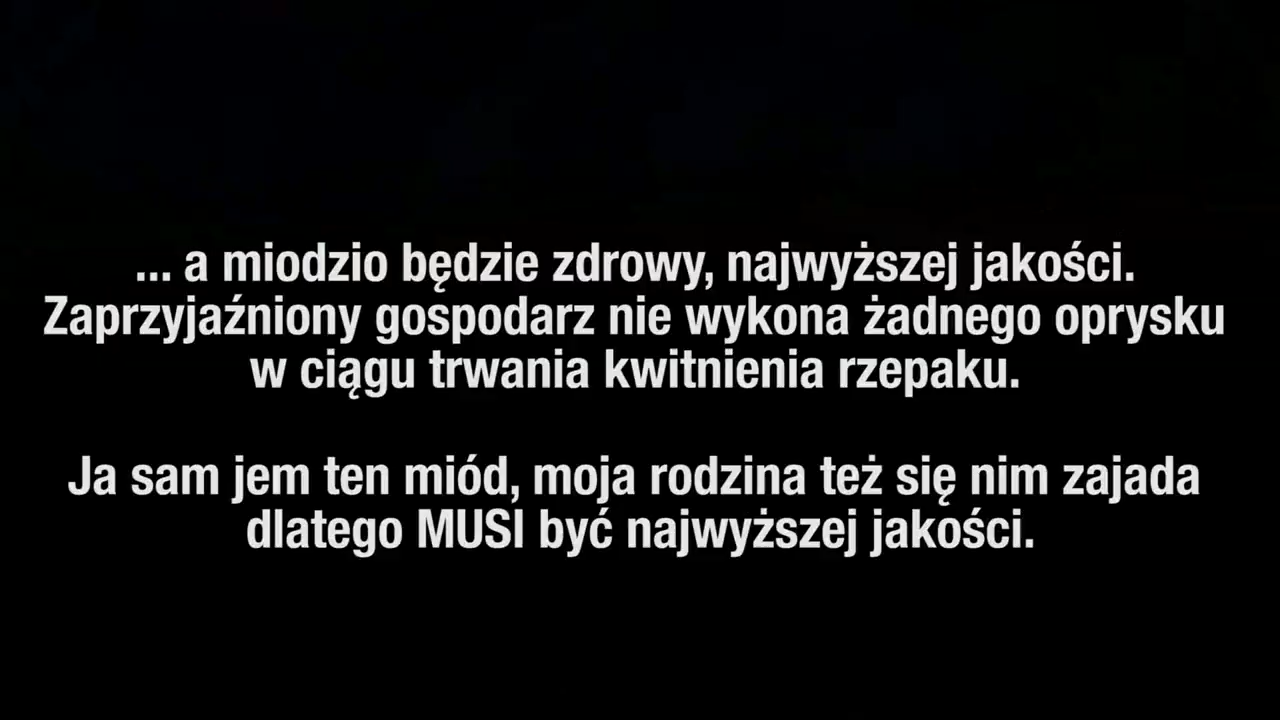 ... a miodzio będzie zdrowy, najwyższej jakości.
Zaprzyjaźniony gospodarz nie wykona żadnego oprysku
w ciągu trwania kwitnienia rzepaku.
Ja sam jem ten miód, moja rodzina też się nim zajada
dlatego MUSI być najwyższej jakości.